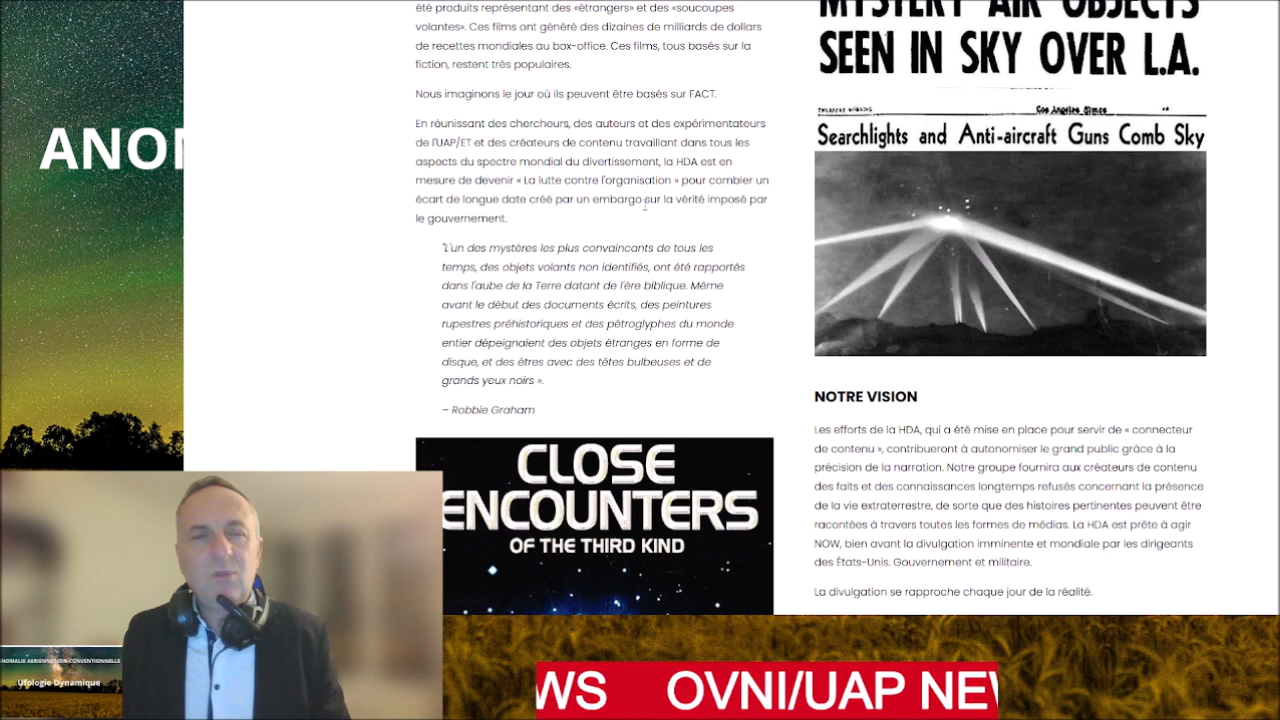 ANO
été produits représentant des «étrangers» et des «soucoupes
volantes». Ces films ont généré des dizaines de milliards de dollars
de recettes mondiales au box-office. Ces films, tous basés sur la
fiction, restent très populaires.
Nous imaginons le jour où ils peuvent être basés sur FACT.
En réunissant des chercheurs, des auteurs et des expérimentateurs
de l'UAP/ET et des créateurs de contenu travaillant dans tous les
aspects du spectre mondial du divertissement, la HDA est en
mesure de devenir « La lutte contre l'organisation » pour combler un
écart de longue date créé par un embargo sur la vérité imposé par
le gouvernement.
"L'un des mystères les plus convaincants de tous les
temps, des objets volants non identifiés, ont été rapportés
dans l'aube de la Terre datant de l'ère biblique. Même
avant le début des documents écrits, des peintures
rupestres préhistoriques et des pétroglyphes du monde
entier dépeignaient des objets étranges en forme de
disque, et des êtres avec des têtes bulbeuses et de
grands yeux noirs ».
– Robbie Graham
CLOSE
ENCOUNTERS
OF THE THIRD KIND
MYSTERY AIR OBJECTS
SEEN IN SKY OVER L.A.
Los Angeles Times
Searchlights and Anti-aircraft Guns Comb Sky
NOTRE VISION
Les efforts de la HDA, qui a été mise en place pour servir de « connecteur
de contenu », contribueront à autonomiser le grand public grâce à la
précision de la narration. Notre groupe fournira aux créateurs de contenu
des faits et des connaissances longtemps refusés concernant la présence
de la vie extraterrestre, de sorte que des histoires pertinentes peuvent être
racontées à travers toutes les formes de médias. La HDA est prête à agir
NOW, bien avant la divulgation imminente et mondiale par les dirigeants
des États-Unis. Gouvernement et militaire.
La divulgation se rapproche chaque jour de la réalité.
NOMALIE AERIENNE NON CONVENTIONNELLE
Ufologie Dynamique
WS OVNI/UAP NEW